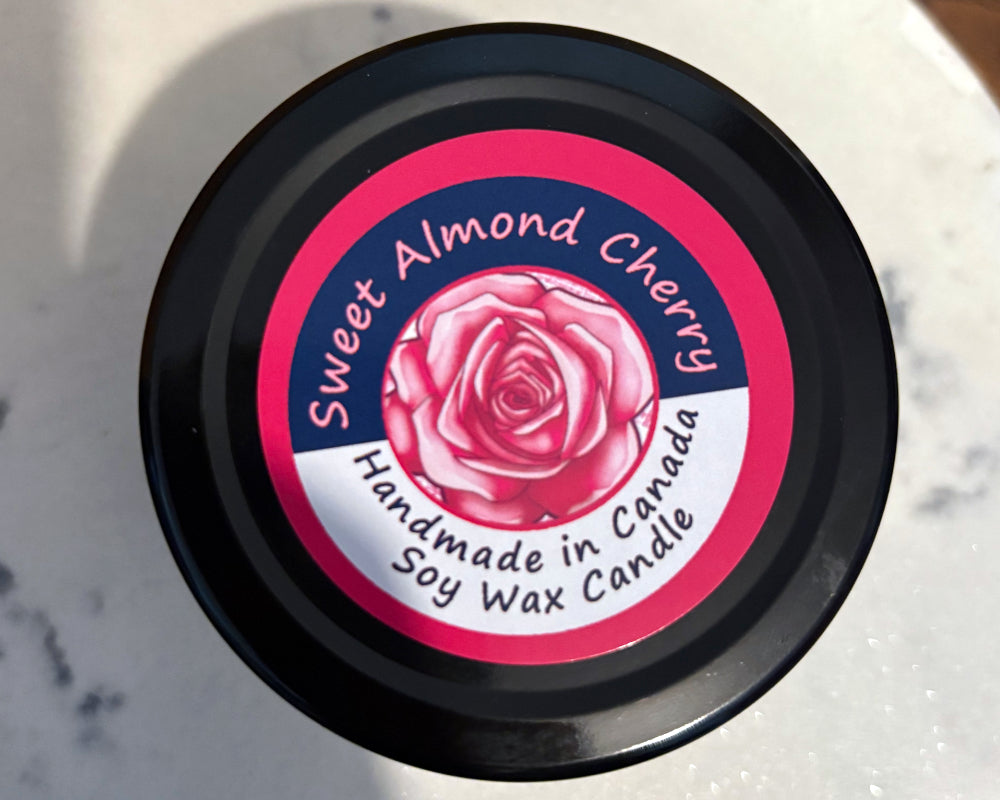 Sweet Almond Cherry
Handmade in Canada
Soy Wax Candle